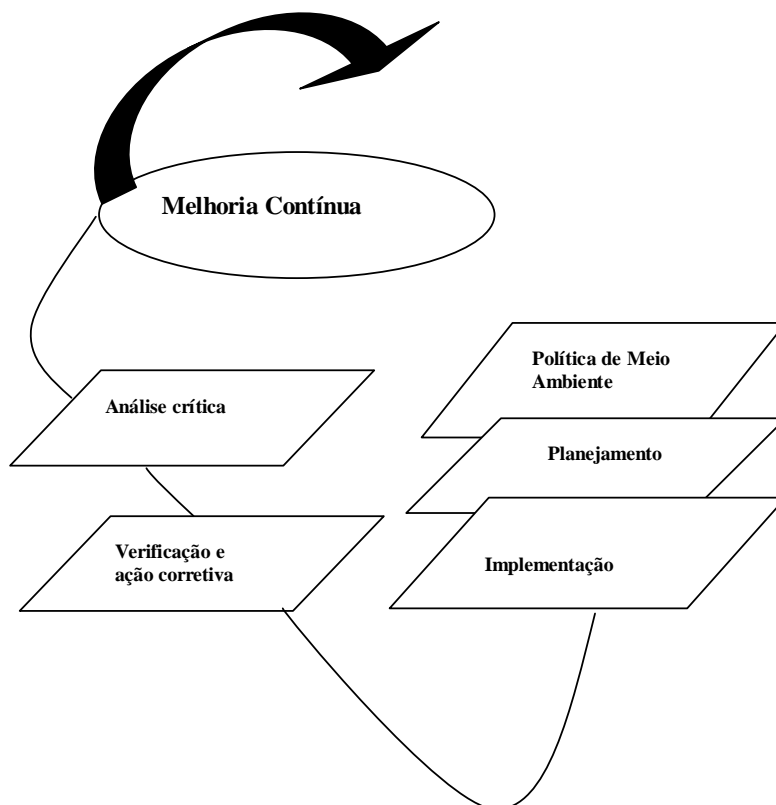 Melhoria Contínua
Política de Meio
Ambiente
Análise crítica
Planejamento
Verificação e
ação corretiva
Implementação